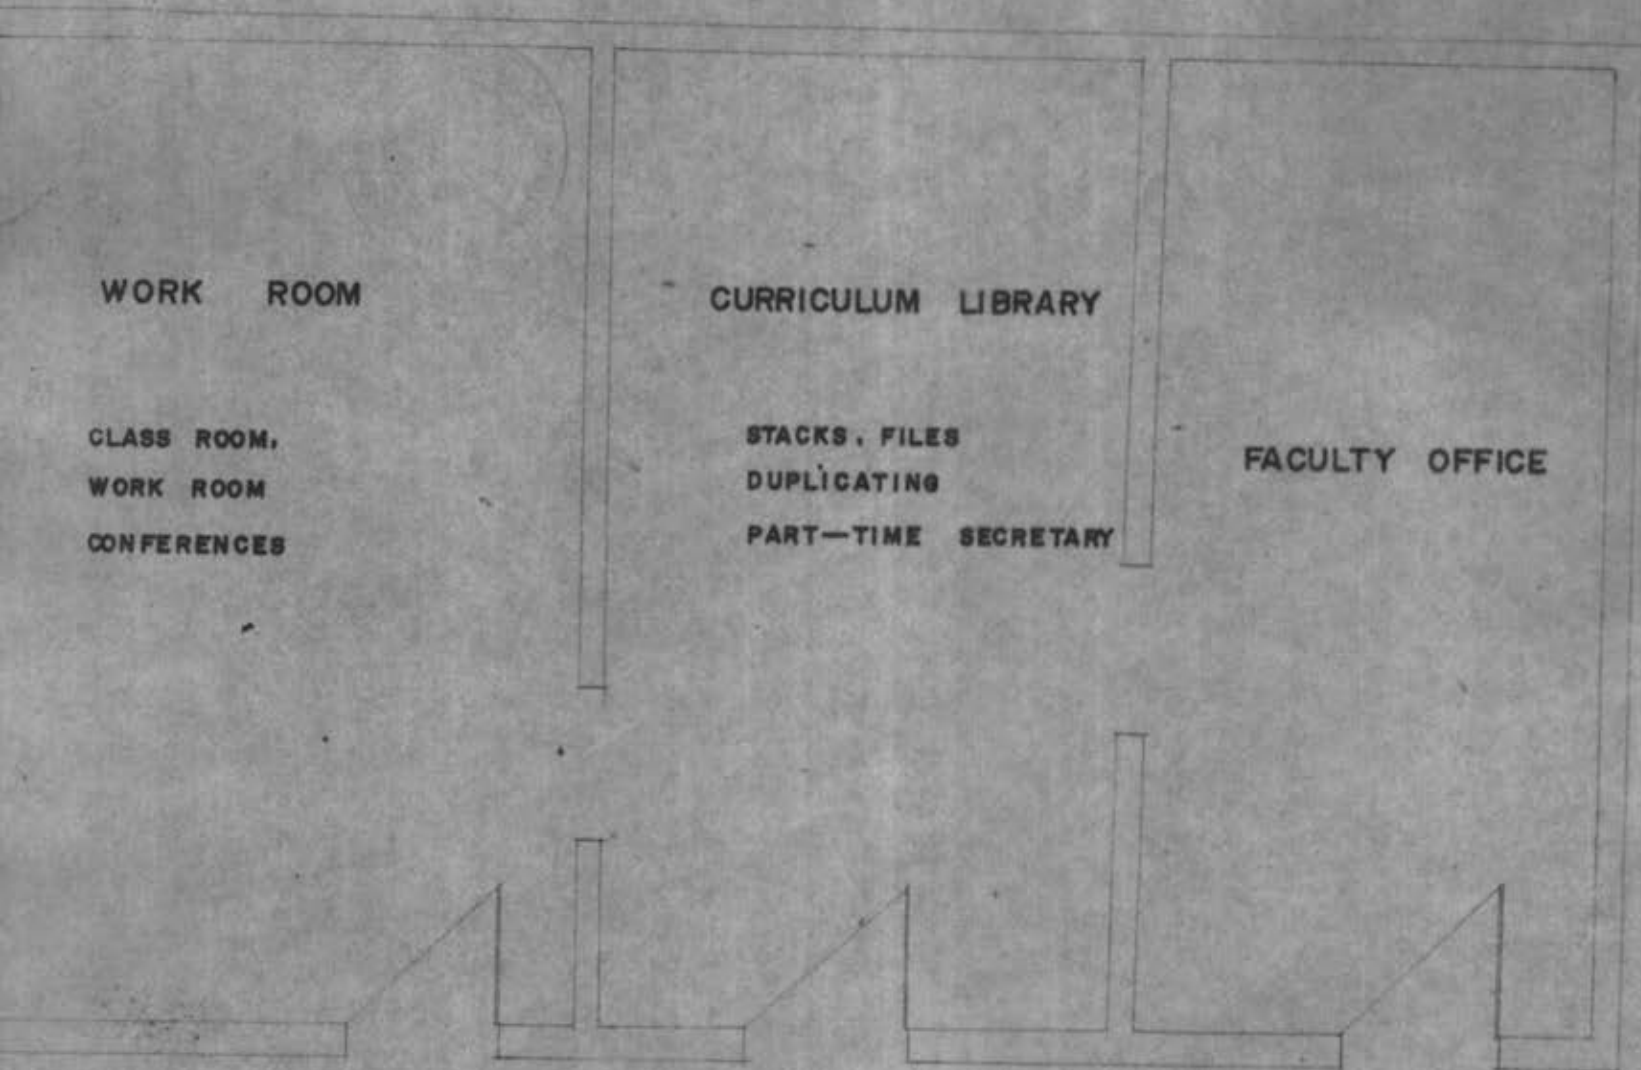 WORK ROOM
CLASS ROOM,
WORK ROOM
CONFERENCES
CURRICULUM LIBRARY
STACKS, FILES
DUPLICATING
PART—TIME SECRETARY
FACULTY OFFICE